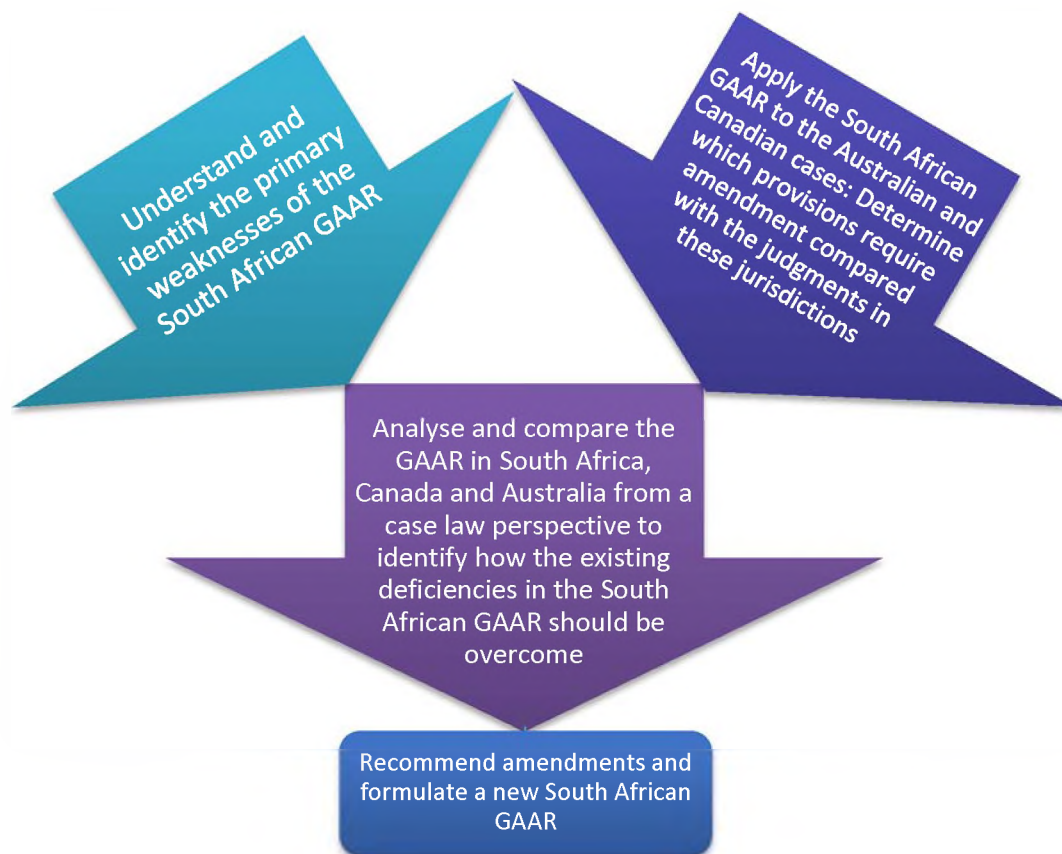 Understand and
identify the primary
weaknesses of the
South African GAAR
Apply the South African
GAAR to the Australian and
Canadian cases: Determine
which provisions require
amendment compared
with the judgments in
these jurisdictions
Analyse and compare the
GAAR in South Africa,
Canada and Australia from a
case law perspective to
identify how the existing
deficiencies in the South
African GAAR should be
overcome
Recommend amendments and
formulate a new South African
GAAR